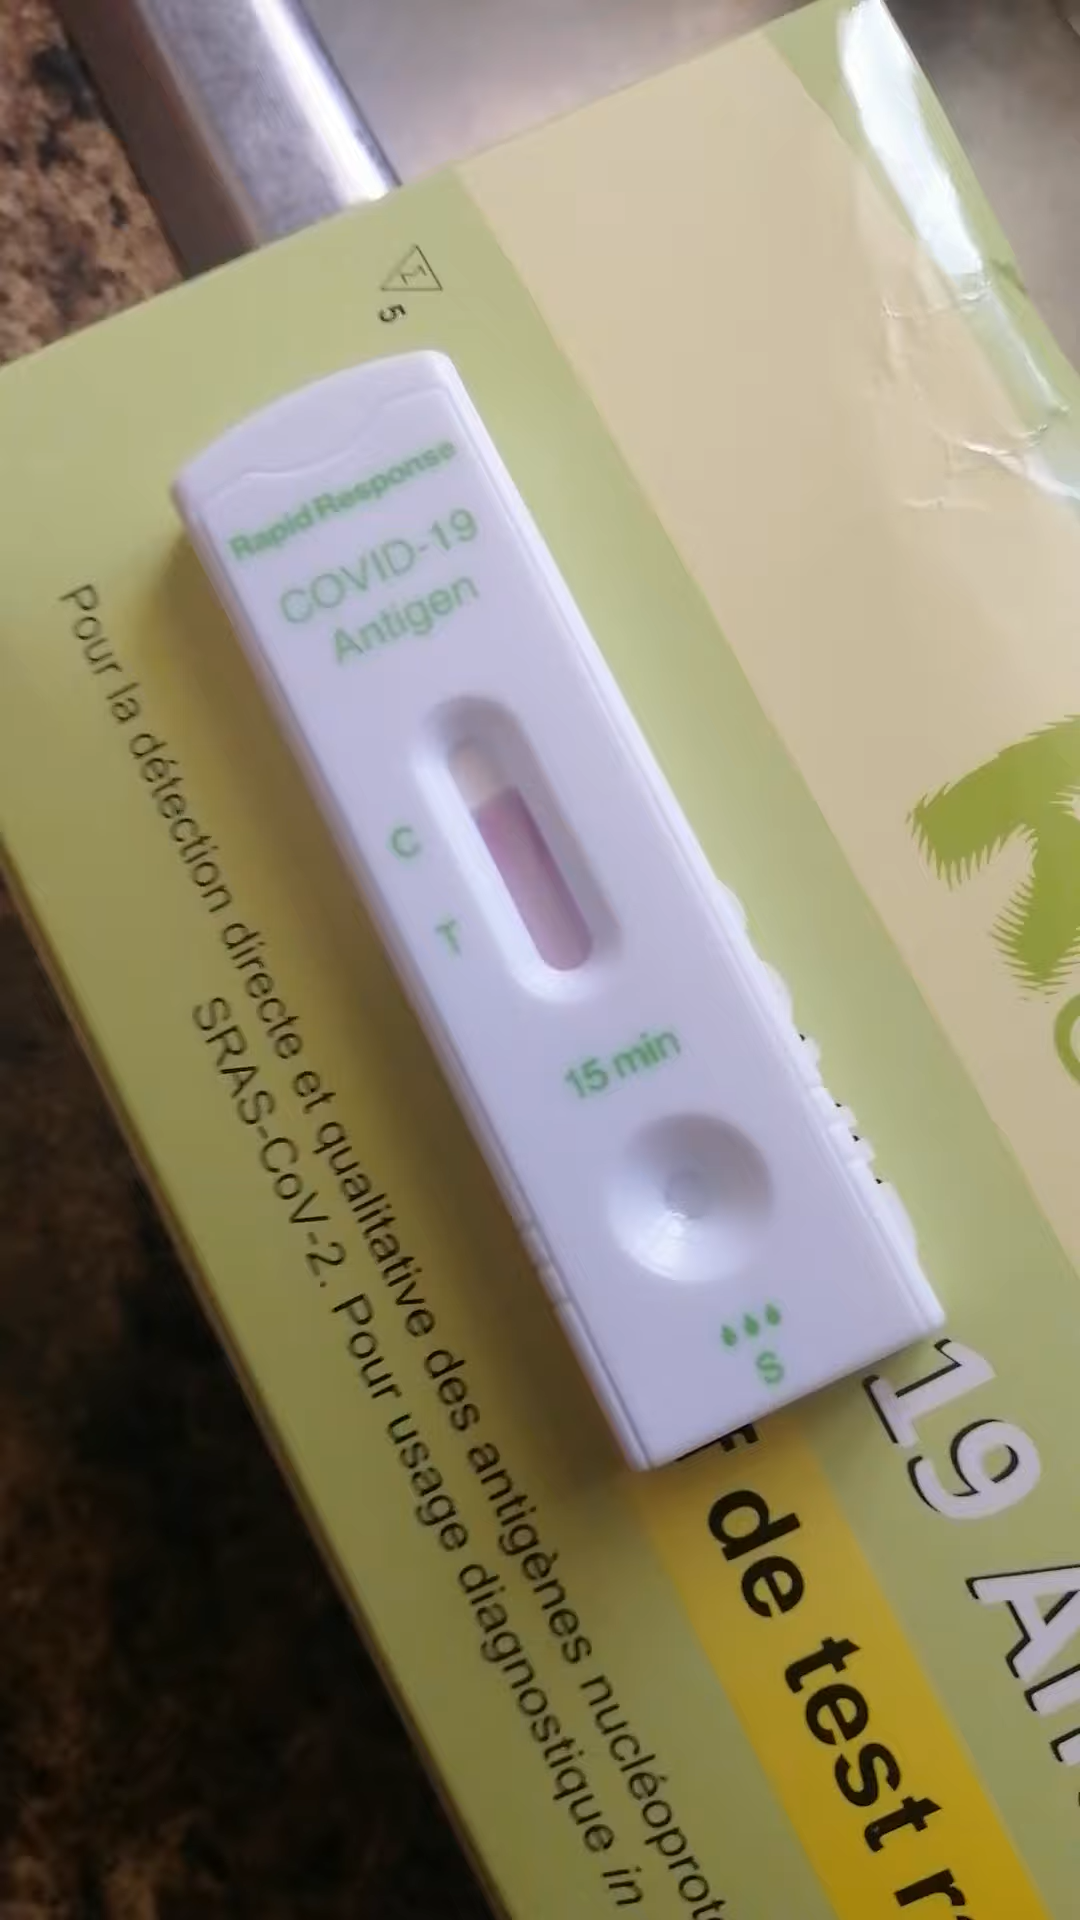 Rapid Response
COVID-19
Antigen
C
T
15 min
S
5
Pour la détection directe et qualitative des antigènes
SRAS-CoV-2. Pour usage diagnostique in
de test
19